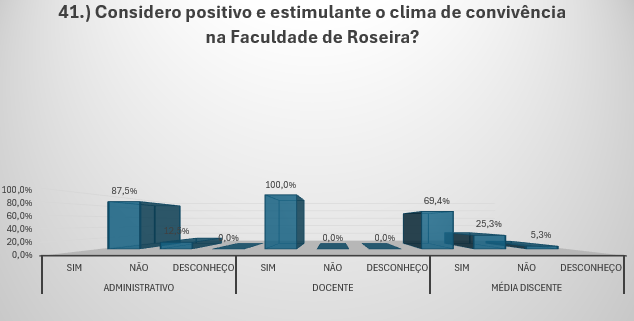 41.) Considero positivo e estimulante o clima de convivência
na Faculdade de Roseira?
100,0%
80,0%
60,0%
40,0%
20,0%
0,0%
87,5% 12,5% 0,0% 100,0% 0,0% 0,0% 69,4% 25,3% 5,3%
SIM NÃO DESCONHEÇO SIM NÃO DESCONHEÇO SIM NÃO DESCONHEÇO
ADMINISTRATIVO DOCENTE MÉDIA DISCENTE